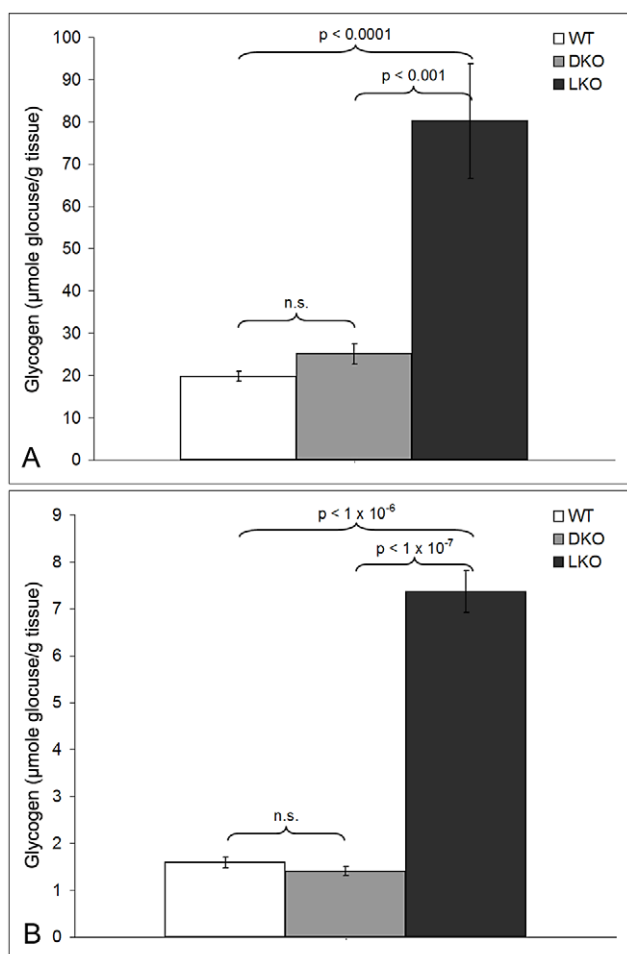 100
90
80
70
60
50
40
30
20
10
0
Glycogen (µmole glocuse/g tissue)
p < 0.0001
p < 0.001
n.s.
WT
DKO
LKO
A
9
8
7
6
5
4
3
2
1
0
Glycogen (µmole glocuse/g tissue)
p < 1 x 10⁻⁶
p < 1 x 10⁻⁷
n.s.
WT
DKO
LKO
B